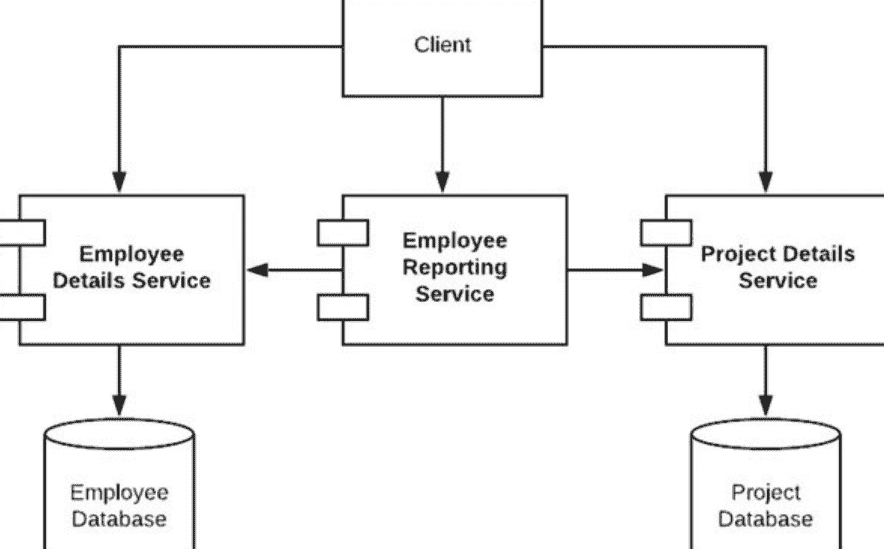 Client
Employee
Details Service
Employee
Reporting
Service
Project Details
Service
Employee
Database
Project
Database